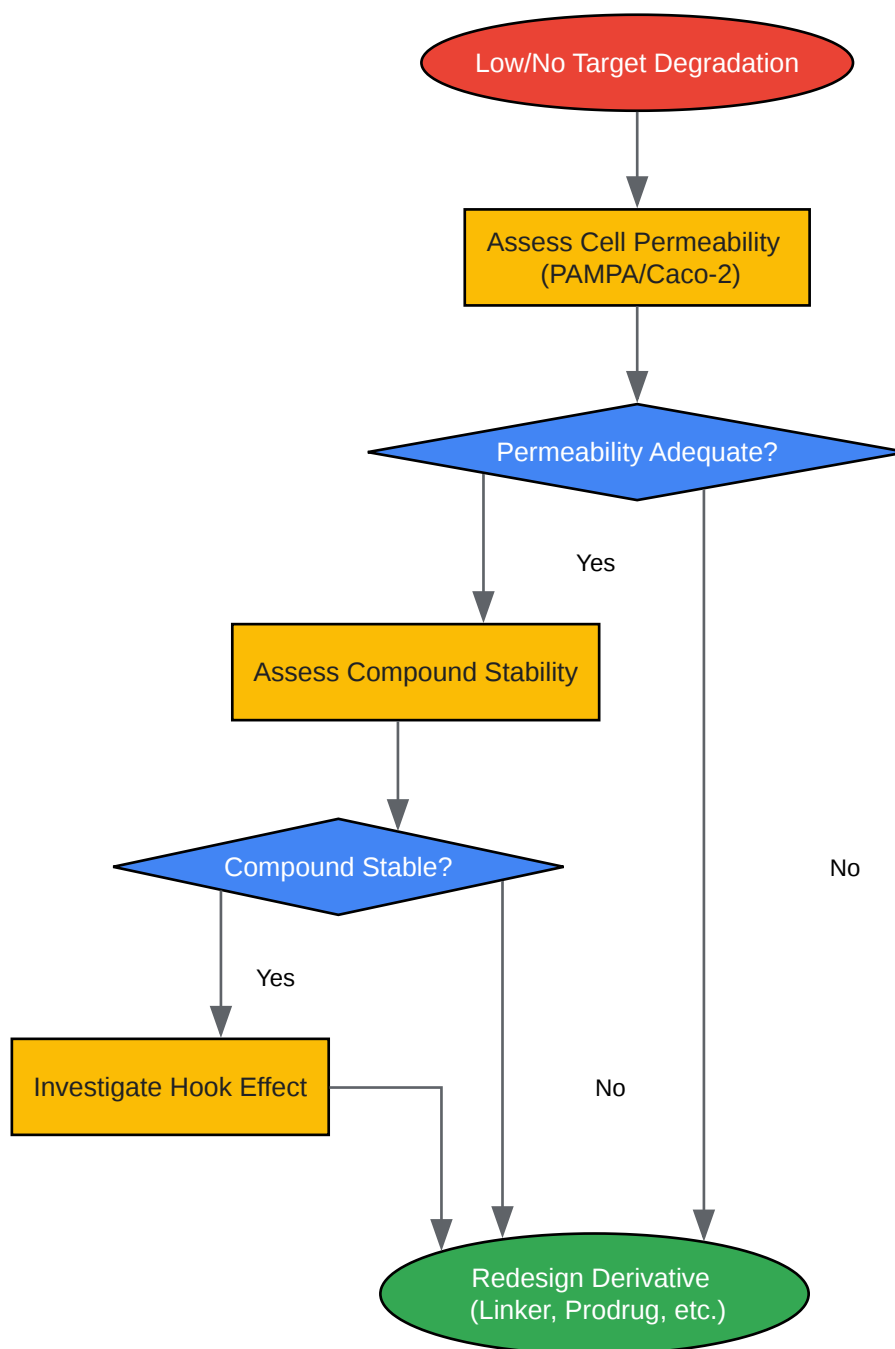 Low/No Target Degradation
Assess Cell Permeability
(PAMPA/Caco-2)
Permeability Adequate?
Yes
Assess Compound Stability
Compound Stable?
No
Yes
Investigate Hook Effect
No
Redesign Derivative
(Linker, Prodrug, etc.)